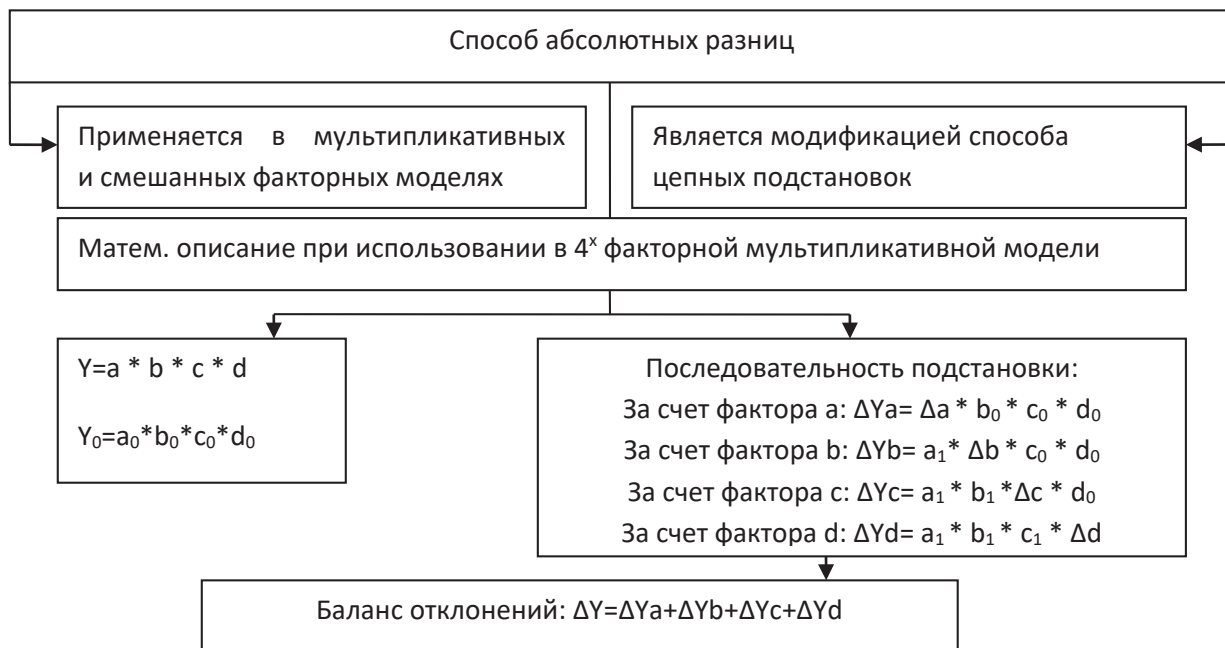 Способ абсолютных разниц
Применяется в мультипликативных
и смешанных факторных моделях
Является модификацией способа
цепных подстановок
Матем. описание при использовании в 4ˣ факторной мультипликативной модели
Y=a * b * c * d
Y₀=a₀*b₀*c₀*d₀
Последовательность подстановки:
За счет фактора a: ΔYa= Δa * b₀ * c₀ * d₀
За счет фактора b: ΔYb= a₁* Δb * c₀ * d₀
За счет фактора c: ΔYc= a₁ * b₁ *Δc * d₀
За счет фактора d: ΔYd= a₁ * b₁ * c₁ * Δd
Баланс отклонений: ΔY=ΔYa+ΔYb+ΔYc+ΔYd